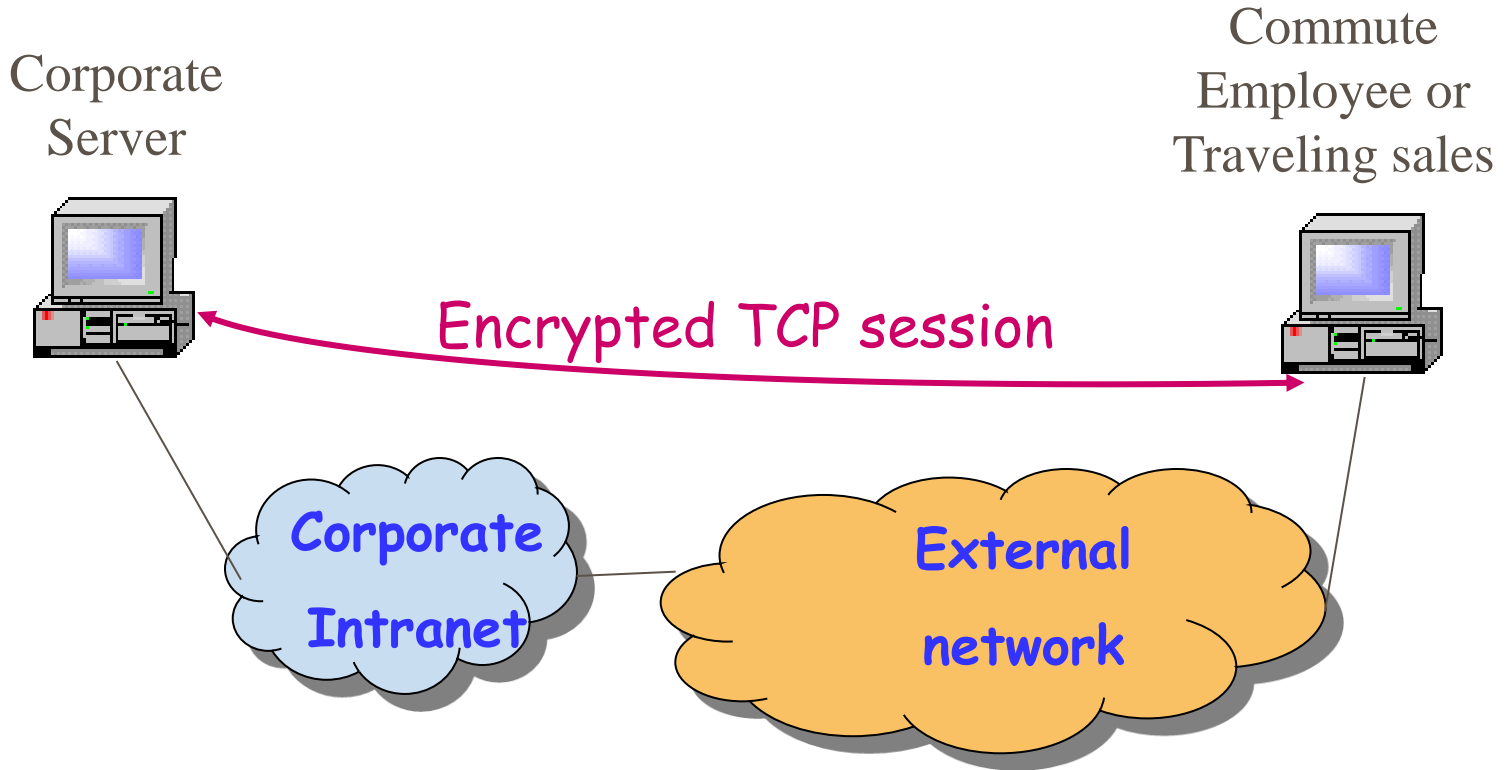 Corporate
Server
Commute
Employee or
Traveling sales
Encrypted TCP session
Corporate
Intranet
External
network